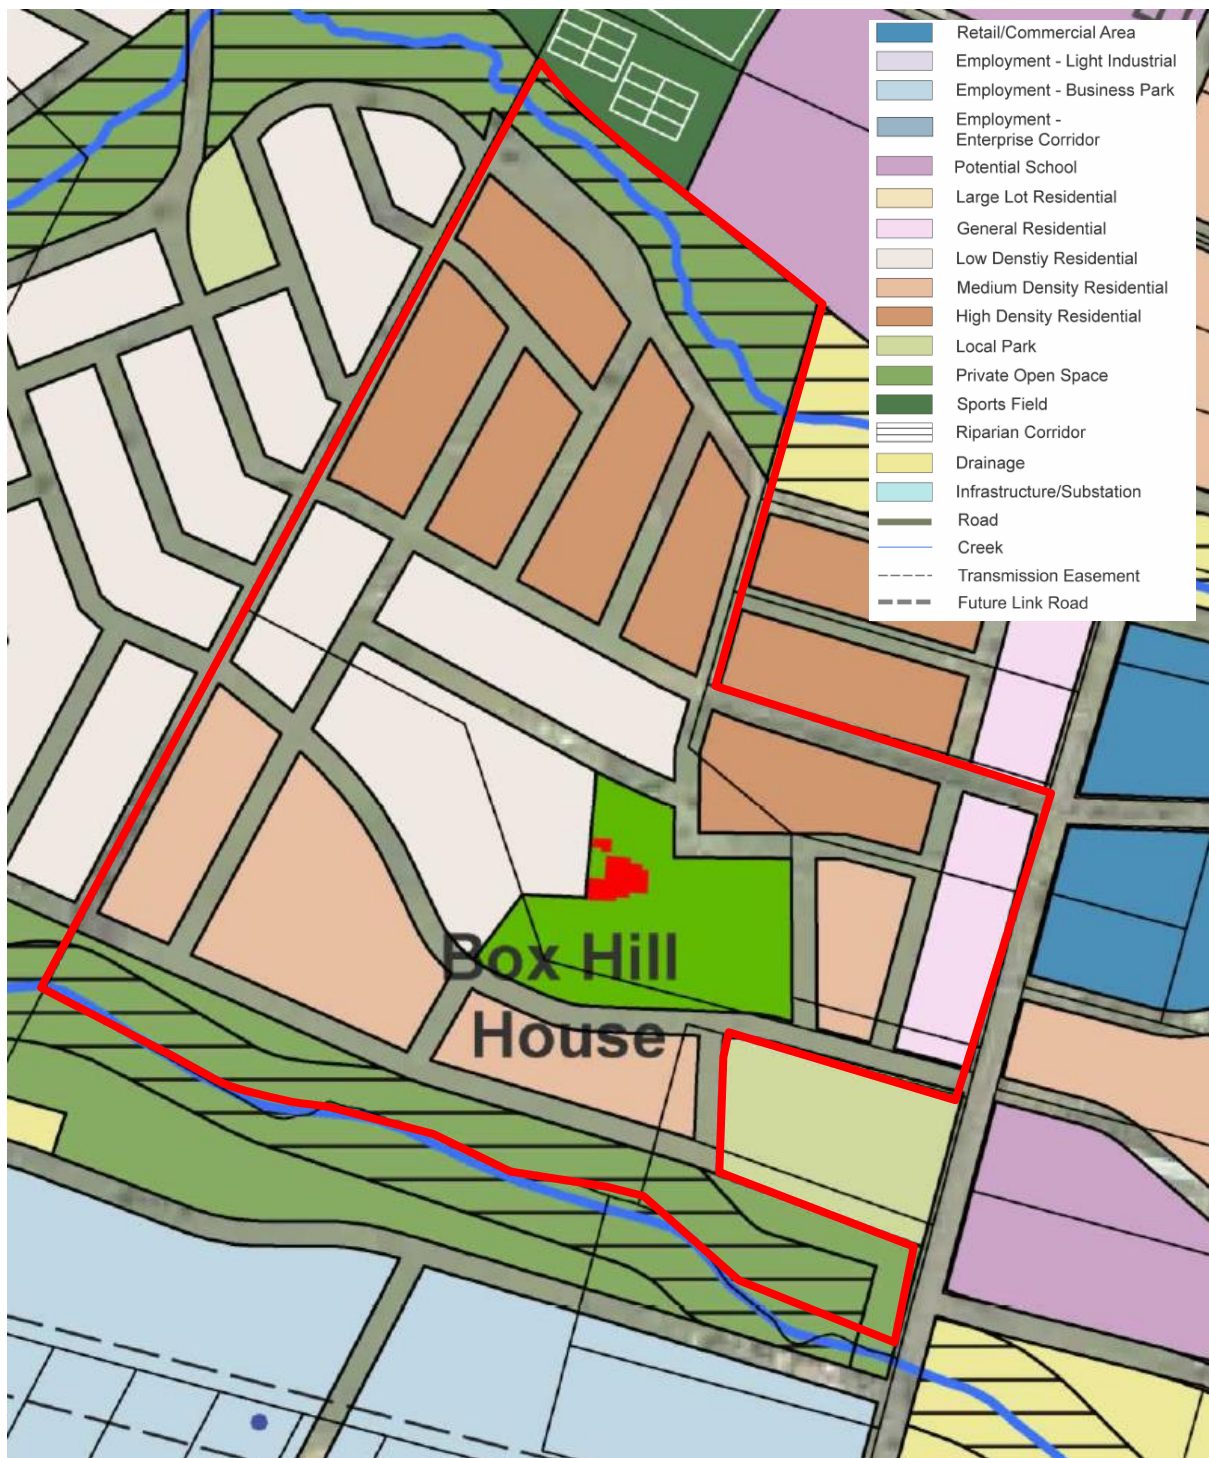 Retail/Commercial Area
Employment - Light Industrial
Employment - Business Park
Employment -
Enterprise Corridor
Potential School
Large Lot Residential
General Residential
Low Denstiy Residential
Medium Density Residential
High Density Residential
Local Park
Private Open Space
Sports Field
Riparian Corridor
Drainage
Infrastructure/Substation
Road
Creek
Transmission Easement
Future Link Road
Box Hill
House